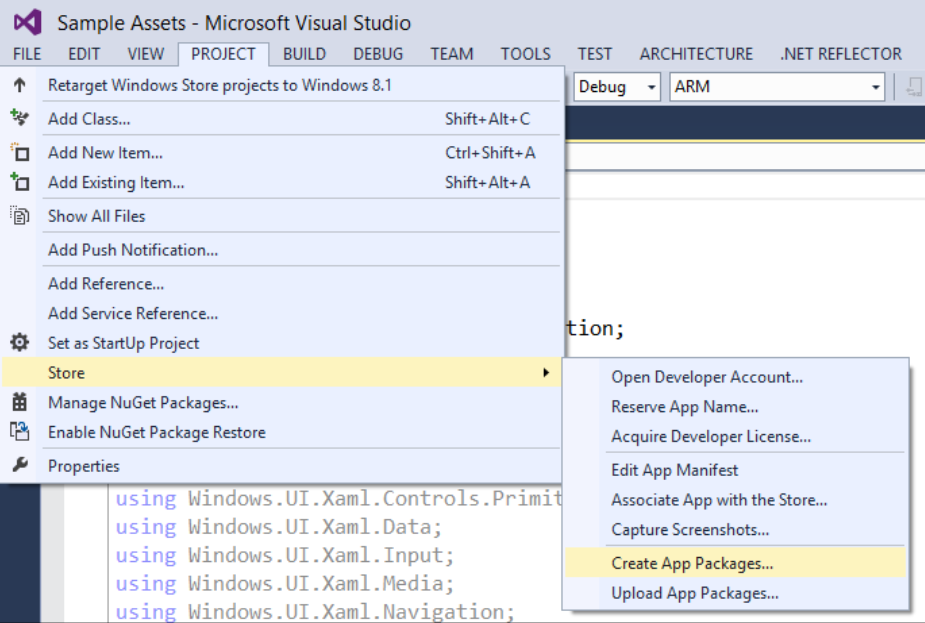 Sample Assets - Microsoft Visual Studio
FILE EDIT VIEW PROJECT BUILD DEBUG TEAM TOOLS TEST ARCHITECTURE .NET REFLECTOR
Retarget Windows Store projects to Windows 8.1
Debug ARM
Add Class... Shift+Alt+C
Add New Item... Ctrl+Shift+A
Add Existing Item... Shift+Alt+A
Show All Files
Add Push Notification...
Add Reference...
Add Service Reference...
tion;
Set as StartUp Project
Store
Manage NuGet Packages...
Enable NuGet Package Restore
Properties
Open Developer Account...
Reserve App Name...
Acquire Developer License...
Edit App Manifest
Associate App with the Store...
Capture Screenshots...
Create App Packages...
Upload App Packages...
using Windows.UI.Xaml.Controls.Primit
using Windows.UI.Xaml.Data;
using Windows.UI.Xaml.Input;
using Windows.UI.Xaml.Media;
using Windows.UI.Xaml.Navigation;